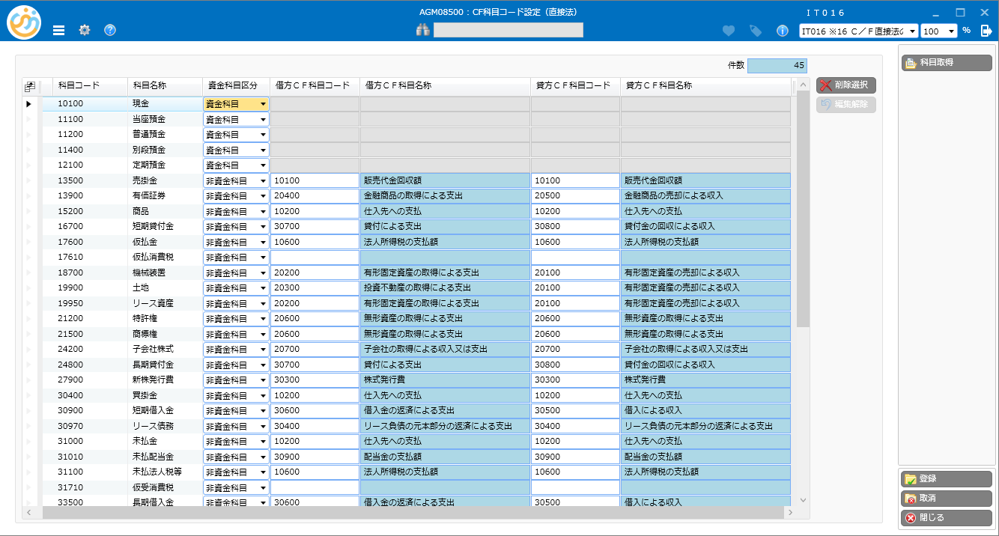 AGM08500：CF科目コード設定（直接法）
ＩＴ０１６
IT016 ※16 Ｃ／Ｆ直接法の
100
%
件数 45
科目コード 科目名称 資金科目区分 借方ＣＦ科目コード 借方ＣＦ科目名称 貸方ＣＦ科目コード 貸方ＣＦ科目名称
10100 現金 資金科目
11100 当座預金 資金科目
11200 普通預金 資金科目
11400 別段預金 資金科目
12100 定期預金 資金科目
13500 売掛金 非資金科目 10100 販売代金回収額 10100 販売代金回収額
13900 有価証券 非資金科目 20400 金融商品の取得による支出 20500 金融商品の売却による収入
15200 商品 非資金科目 10200 仕入先への支払 10200 仕入先への支払
16700 短期貸付金 非資金科目 30700 貸付による支出 30800 貸付金の回収による収入
17600 仮払金 非資金科目 10600 法人所得税の支払額 10600 法人所得税の支払額
17610 仮払消費税 非資金科目
18700 機械装置 非資金科目 20200 有形固定資産の取得による支出 20100 有形固定資産の売却による収入
19900 土地 非資金科目 20300 投資不動産の取得による支出 20100 有形固定資産の売却による収入
19950 リース資産 非資金科目 20200 有形固定資産の取得による支出 20100 有形固定資産の売却による収入
21200 特許権 非資金科目 20600 無形資産の取得による支出 20600 無形資産の取得による支出
21500 商標権 非資金科目 20600 無形資産の取得による支出 20600 無形資産の取得による支出
24200 子会社株式 非資金科目 20700 子会社の取得による収入又は支出 20700 子会社の取得による収入又は支出
24800 長期貸付金 非資金科目 30700 貸付による支出 30800 貸付金の回収による収入
27900 新株発行費 非資金科目 30300 株式発行費 30300 株式発行費
30400 買掛金 非資金科目 10200 仕入先への支払 10200 仕入先への支払
30900 短期借入金 非資金科目 30600 借入金の返済による支出 30500 借入による収入
30970 リース債務 非資金科目 30400 リース負債の元本部分の返済による支出 30400 リース負債の元本部分の返済による支出
31000 未払金 非資金科目 10200 仕入先への支払 10200 仕入先への支払
31010 未払配当金 非資金科目 30900 配当金の支払額 30900 配当金の支払額
31100 未払法人税等 非資金科目 10600 法人所得税の支払額 10600 法人所得税の支払額
31710 仮受消費税 非資金科目
33500 長期借入金 非資金科目 30600 借入金の返済による支出 30500 借入による収入
削除選択
編集解除
科目取得
登録
取消
閉じる